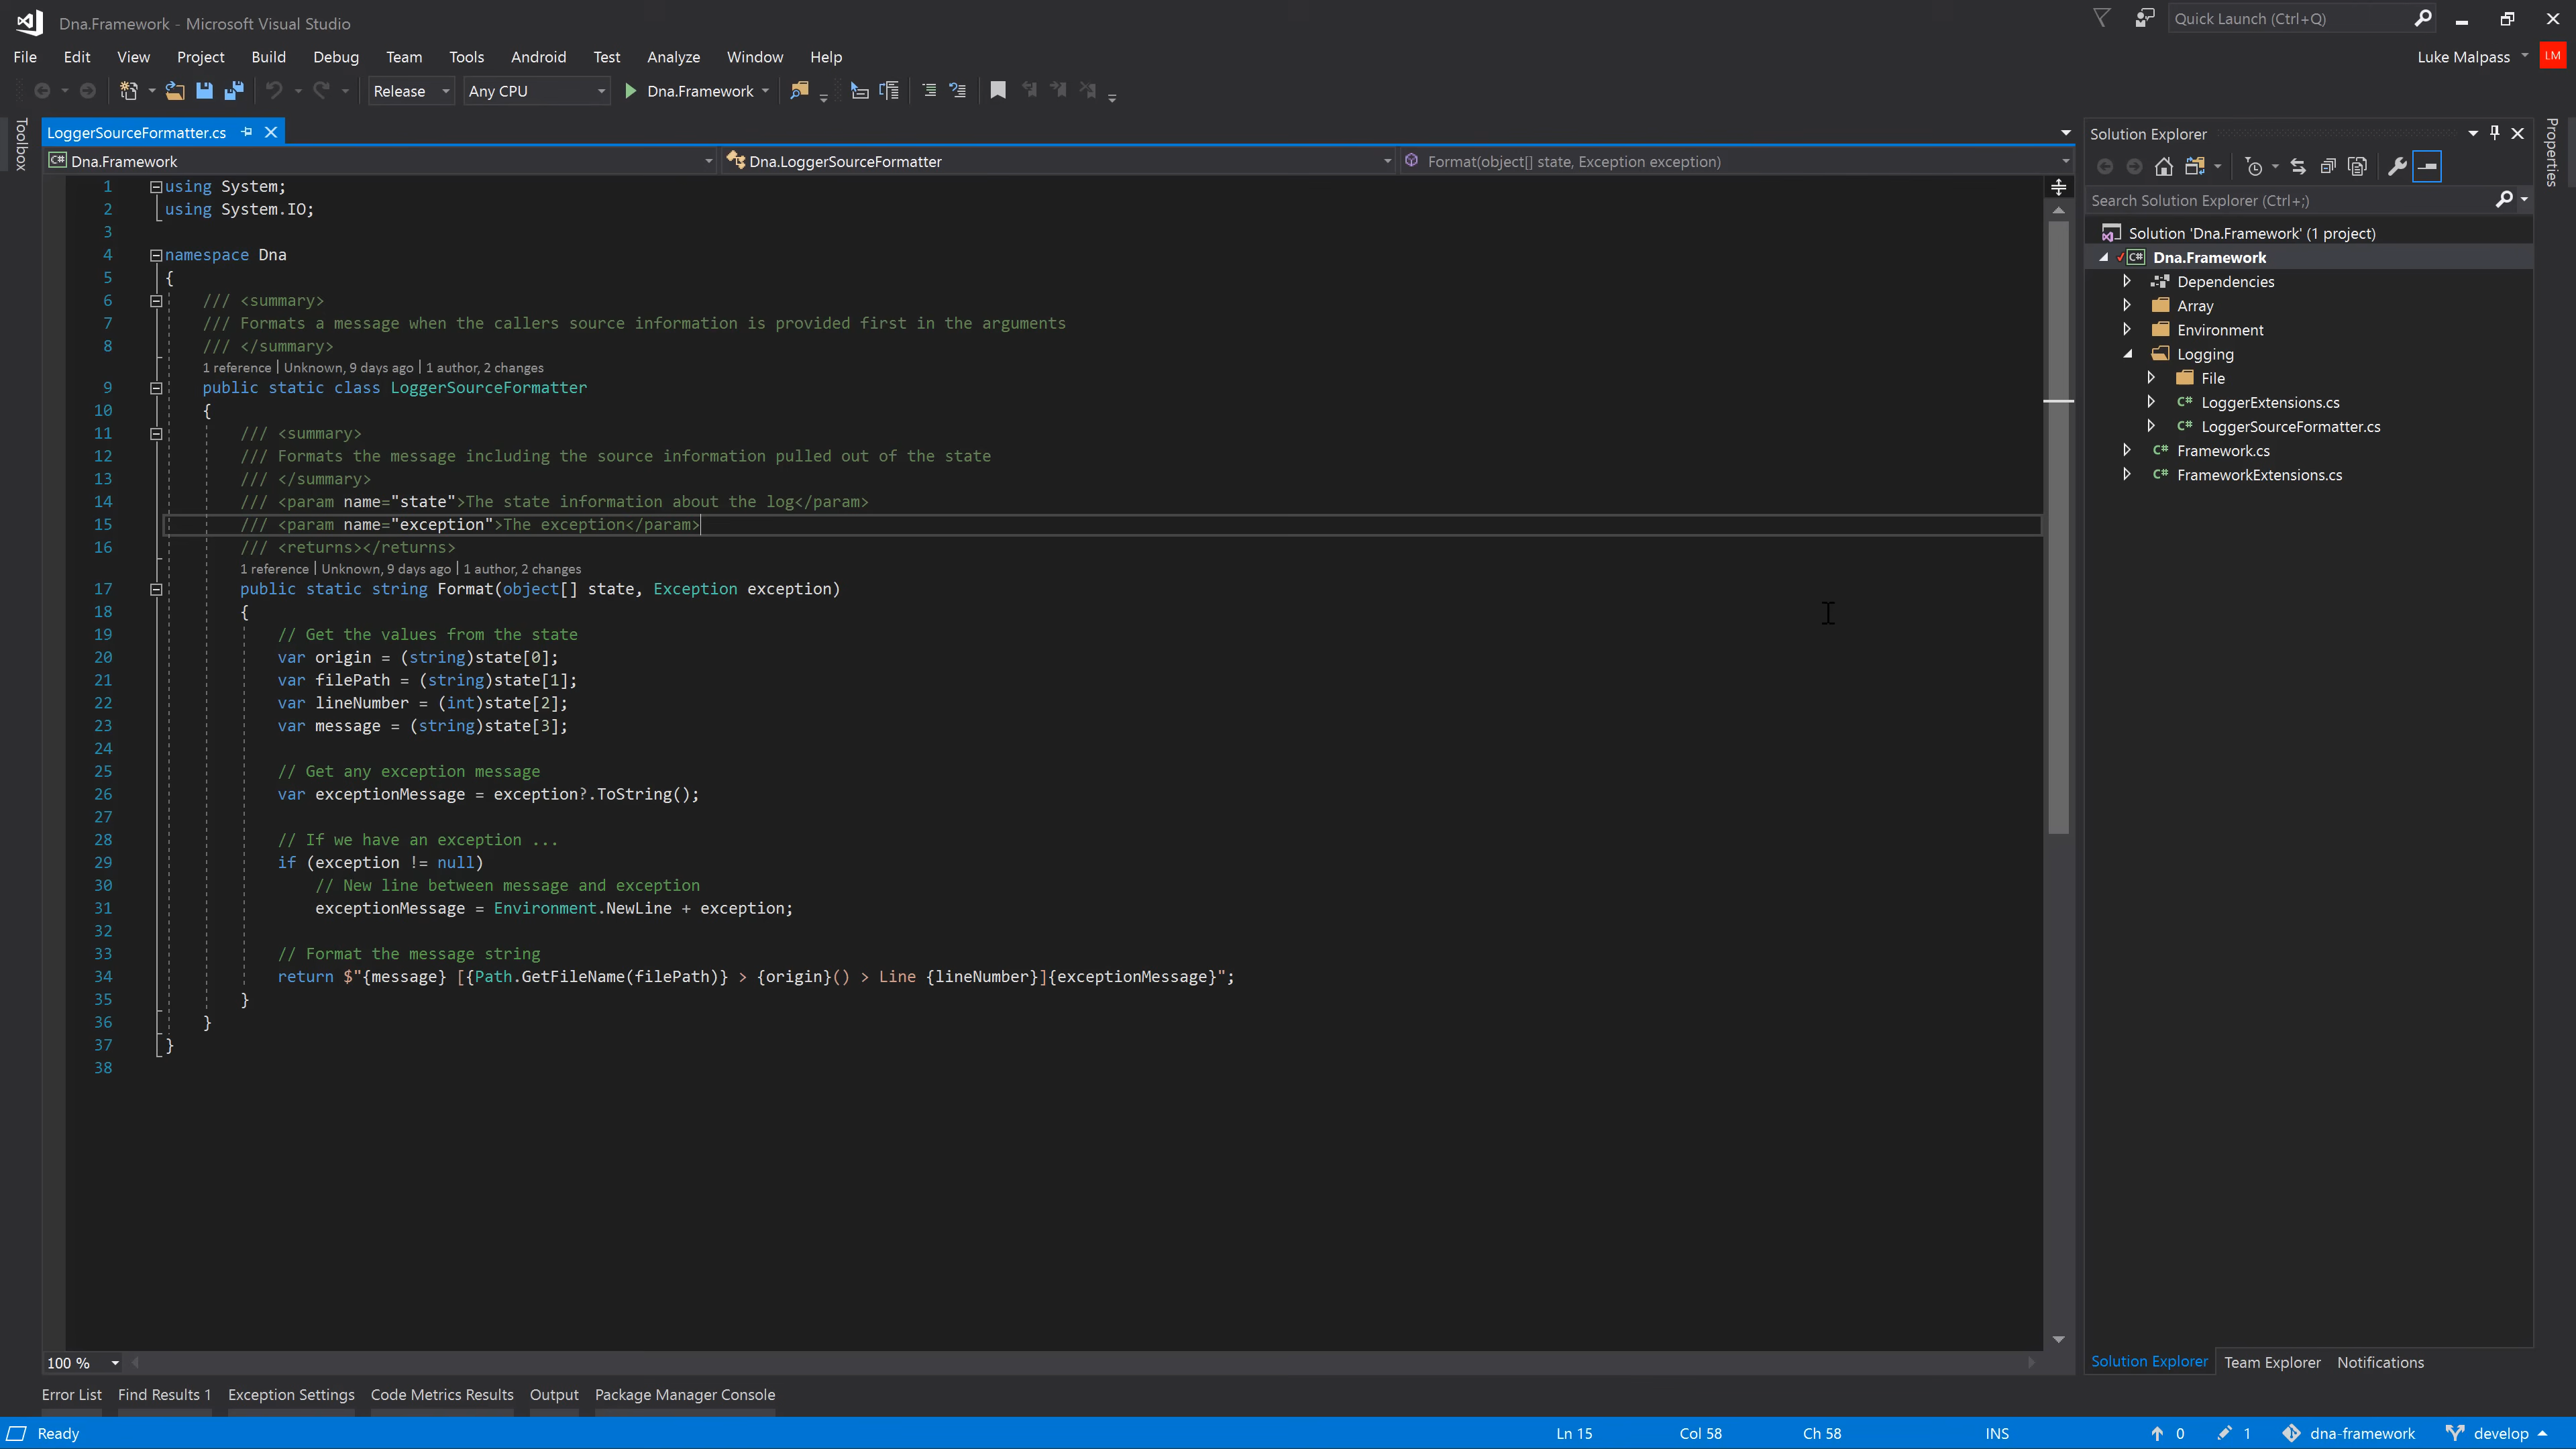 Dna.Framework - Microsoft Visual Studio
Quick Launch (Ctrl+Q)
File Edit View Project Build Debug Team Tools Android Test Analyze Window Help
Luke Malpass LM
Release Any CPU Dna.Framework
Toolbox
LoggerSourceFormatter.cs
Dna.Framework Dna.LoggerSourceFormatter Format(object[] state, Exception exception)
1 using System;
2 using System.IO;
3
4 namespace Dna
5 {
6 /// <summary>
7 /// Formats a message when the callers source information is provided first in the arguments
8 /// </summary>
1 reference | Unknown, 9 days ago | 1 author, 2 changes
9 public static class LoggerSourceFormatter
10 {
11 /// <summary>
12 /// Formats the message including the source information pulled out of the state
13 /// </summary>
14 /// <param name="state">The state information about the log</param>
15 /// <param name="exception">The exception</param>
16 /// <returns></returns>
1 reference | Unknown, 9 days ago | 1 author, 2 changes
17 public static string Format(object[] state, Exception exception)
18 {
19 // Get the values from the state
20 var origin = (string)state[0];
21 var filePath = (string)state[1];
22 var lineNumber = (int)state[2];
23 var message = (string)state[3];
24
25 // Get any exception message
26 var exceptionMessage = exception?.ToString();
27
28 // If we have an exception ...
29 if (exception != null)
30 // New line between message and exception
31 exceptionMessage = Environment.NewLine + exception;
32
33 // Format the message string
34 return $"{message} [{Path.GetFileName(filePath)} > {origin}() > Line {lineNumber}]{exceptionMessage}";
35 }
36 }
37 }
38
100 %
Solution Explorer
Search Solution Explorer (Ctrl+;)
Solution 'Dna.Framework' (1 project)
C# Dna.Framework
Dependencies
Array
Environment
Logging
File
C# LoggerExtensions.cs
C# LoggerSourceFormatter.cs
C# Framework.cs
C# FrameworkExtensions.cs
Properties
Solution Explorer Team Explorer Notifications
Error List Find Results 1 Exception Settings Code Metrics Results Output Package Manager Console
Ready Ln 15 Col 58 Ch 58 INS 0 1 dna-framework develop